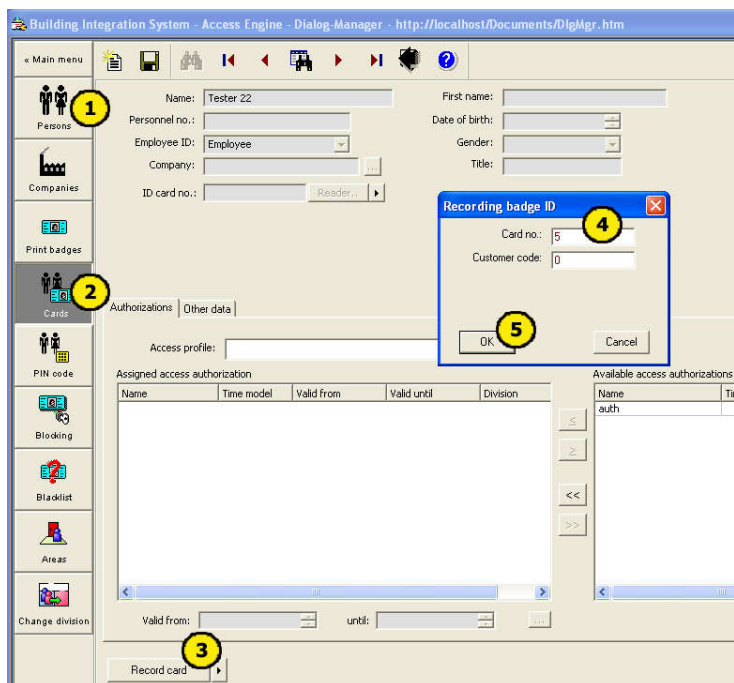 Building Integration System - Access Engine - Dialog-Manager - http://localhost/Documents/DlgMgr.htm
« Main menu
1
Persons
Companies
Print badges
2
Cards
PIN code
Blocking
Blacklist
Areas
Change division
Name: Tester 22
First name:
Personnel no.:
Date of birth:
Employee ID: Employee
Gender:
Company: ...
Title:
ID card no.: Reader..
Recording badge ID
4
Card no.: 5
Customer code: 0
5
OK
Cancel
Authorizations
Other data
Access profile:
Assigned access authorization
Name Time model Valid from Valid until Division
≤
≥
<<
>>
Available access authorizations
Name
auth
Valid from: until: ...
3
Record card